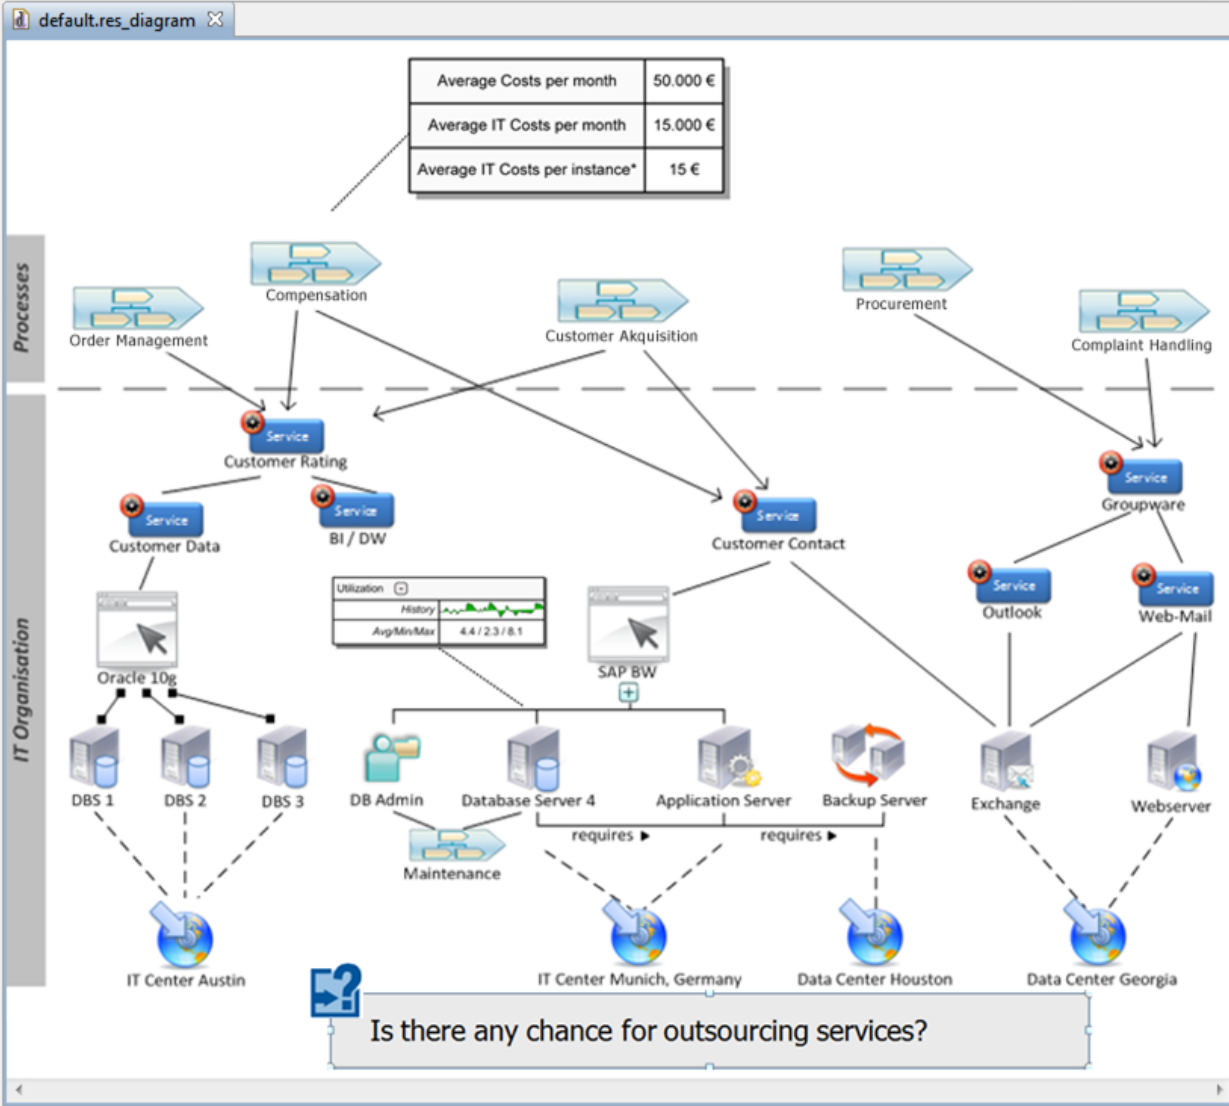 default.res_diagram
Average Costs per month 50.000 €
Average IT Costs per month 15.000 €
Average IT Costs per instance* 15 €
Processes
Compensation
Order Management
Customer Akquisition
Procurement
Complaint Handling
IT Organisation
Service
Customer Rating
Service
Customer Data
Service
BI / DW
Service
Customer Contact
Service
Groupware
Service
Outlook
Service
Web-Mail
Utilization
History
Avg/Min/Max 4.4 / 2.3 / 8.1
Oracle 10g
SAP BW
DBS 1
DBS 2
DBS 3
DB Admin
Database Server 4
Application Server
Backup Server
Exchange
Webserver
requires
requires
Maintenance
IT Center Austin
IT Center Munich, Germany
Data Center Houston
Data Center Georgia
Is there any chance for outsourcing services?